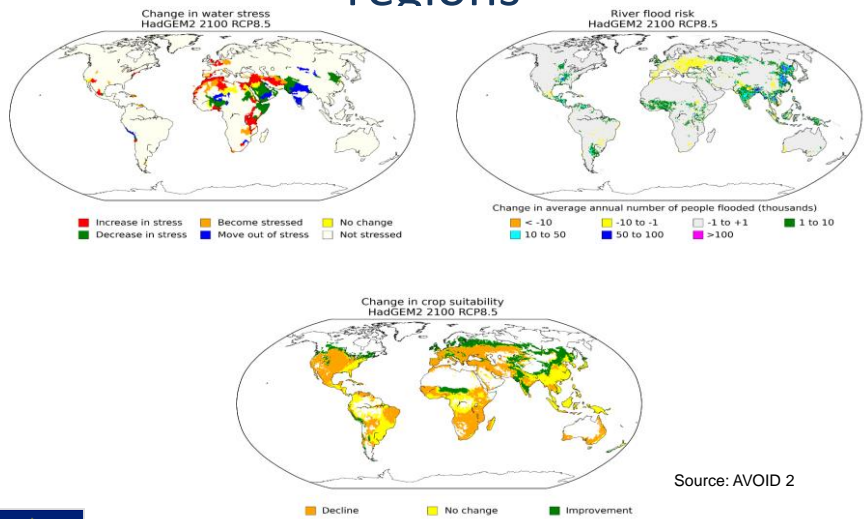 regions
Change in water stress
HadGEM2 2100 RCP8.5
Increase in stress
Become stressed
No change
Decrease in stress
Move out of stress
Not stressed
River flood risk
HadGEM2 2100 RCP8.5
Change in average annual number of people flooded (thousands)
< -10
-10 to -1
-1 to +1
1 to 10
10 to 50
50 to 100
>100
Change in crop suitability
HadGEM2 2100 RCP8.5
Source: AVOID 2
Decline
No change
Improvement